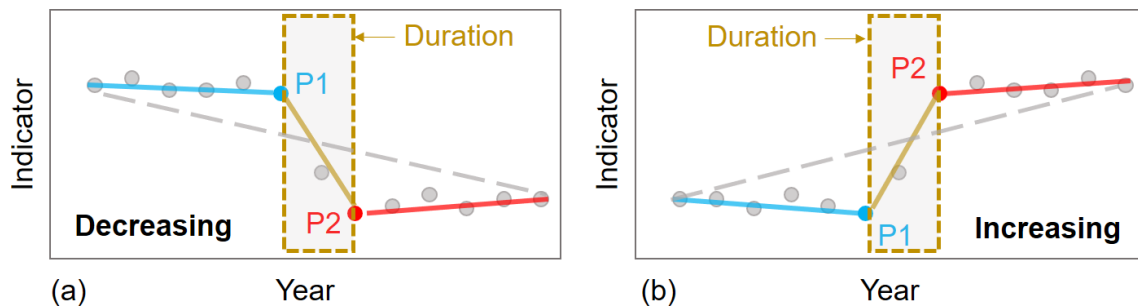 Indicator
Duration
P1
P2
Decreasing
(a)
Year
Indicator
Duration
P2
P1
Increasing
(b)
Year